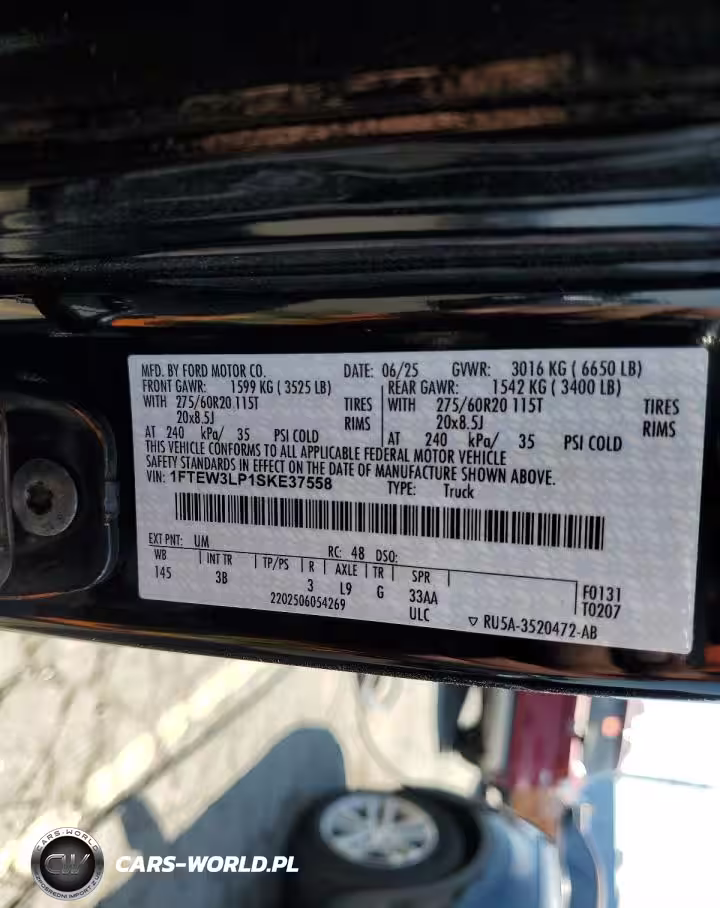 MFD. BY FORD MOTOR CO. DATE: 06/25 GVWR: 3016 KG ( 6650 LB)
FRONT GAWR: 1599 KG ( 3525 LB) REAR GAWR: 1542 KG ( 3400 LB)
WITH 275/60R20 115T TIRES WITH 275/60R20 115T TIRES
20x8.5J RIMS 20x8.5J RIMS
AT 240 kPa/ 35 PSI COLD AT 240 kPa/ 35 PSI COLD
THIS VEHICLE CONFORMS TO ALL APPLICABLE FEDERAL MOTOR VEHICLE
SAFETY STANDARDS IN EFFECT ON THE DATE OF MANUFACTURE SHOWN ABOVE.
VIN: 1FTEW3LP1SKE37558 TYPE: Truck
EXT PNT: UM RC: 48 DSO:
WB INT TR TP/PS R AXLE TR SPR
145 3B 3 L9 G 33AA F0131
2202506054269 ULC T0207
RU5A-3520472-AB
CARS-WORLD
CW
CARS-WORLD.PL